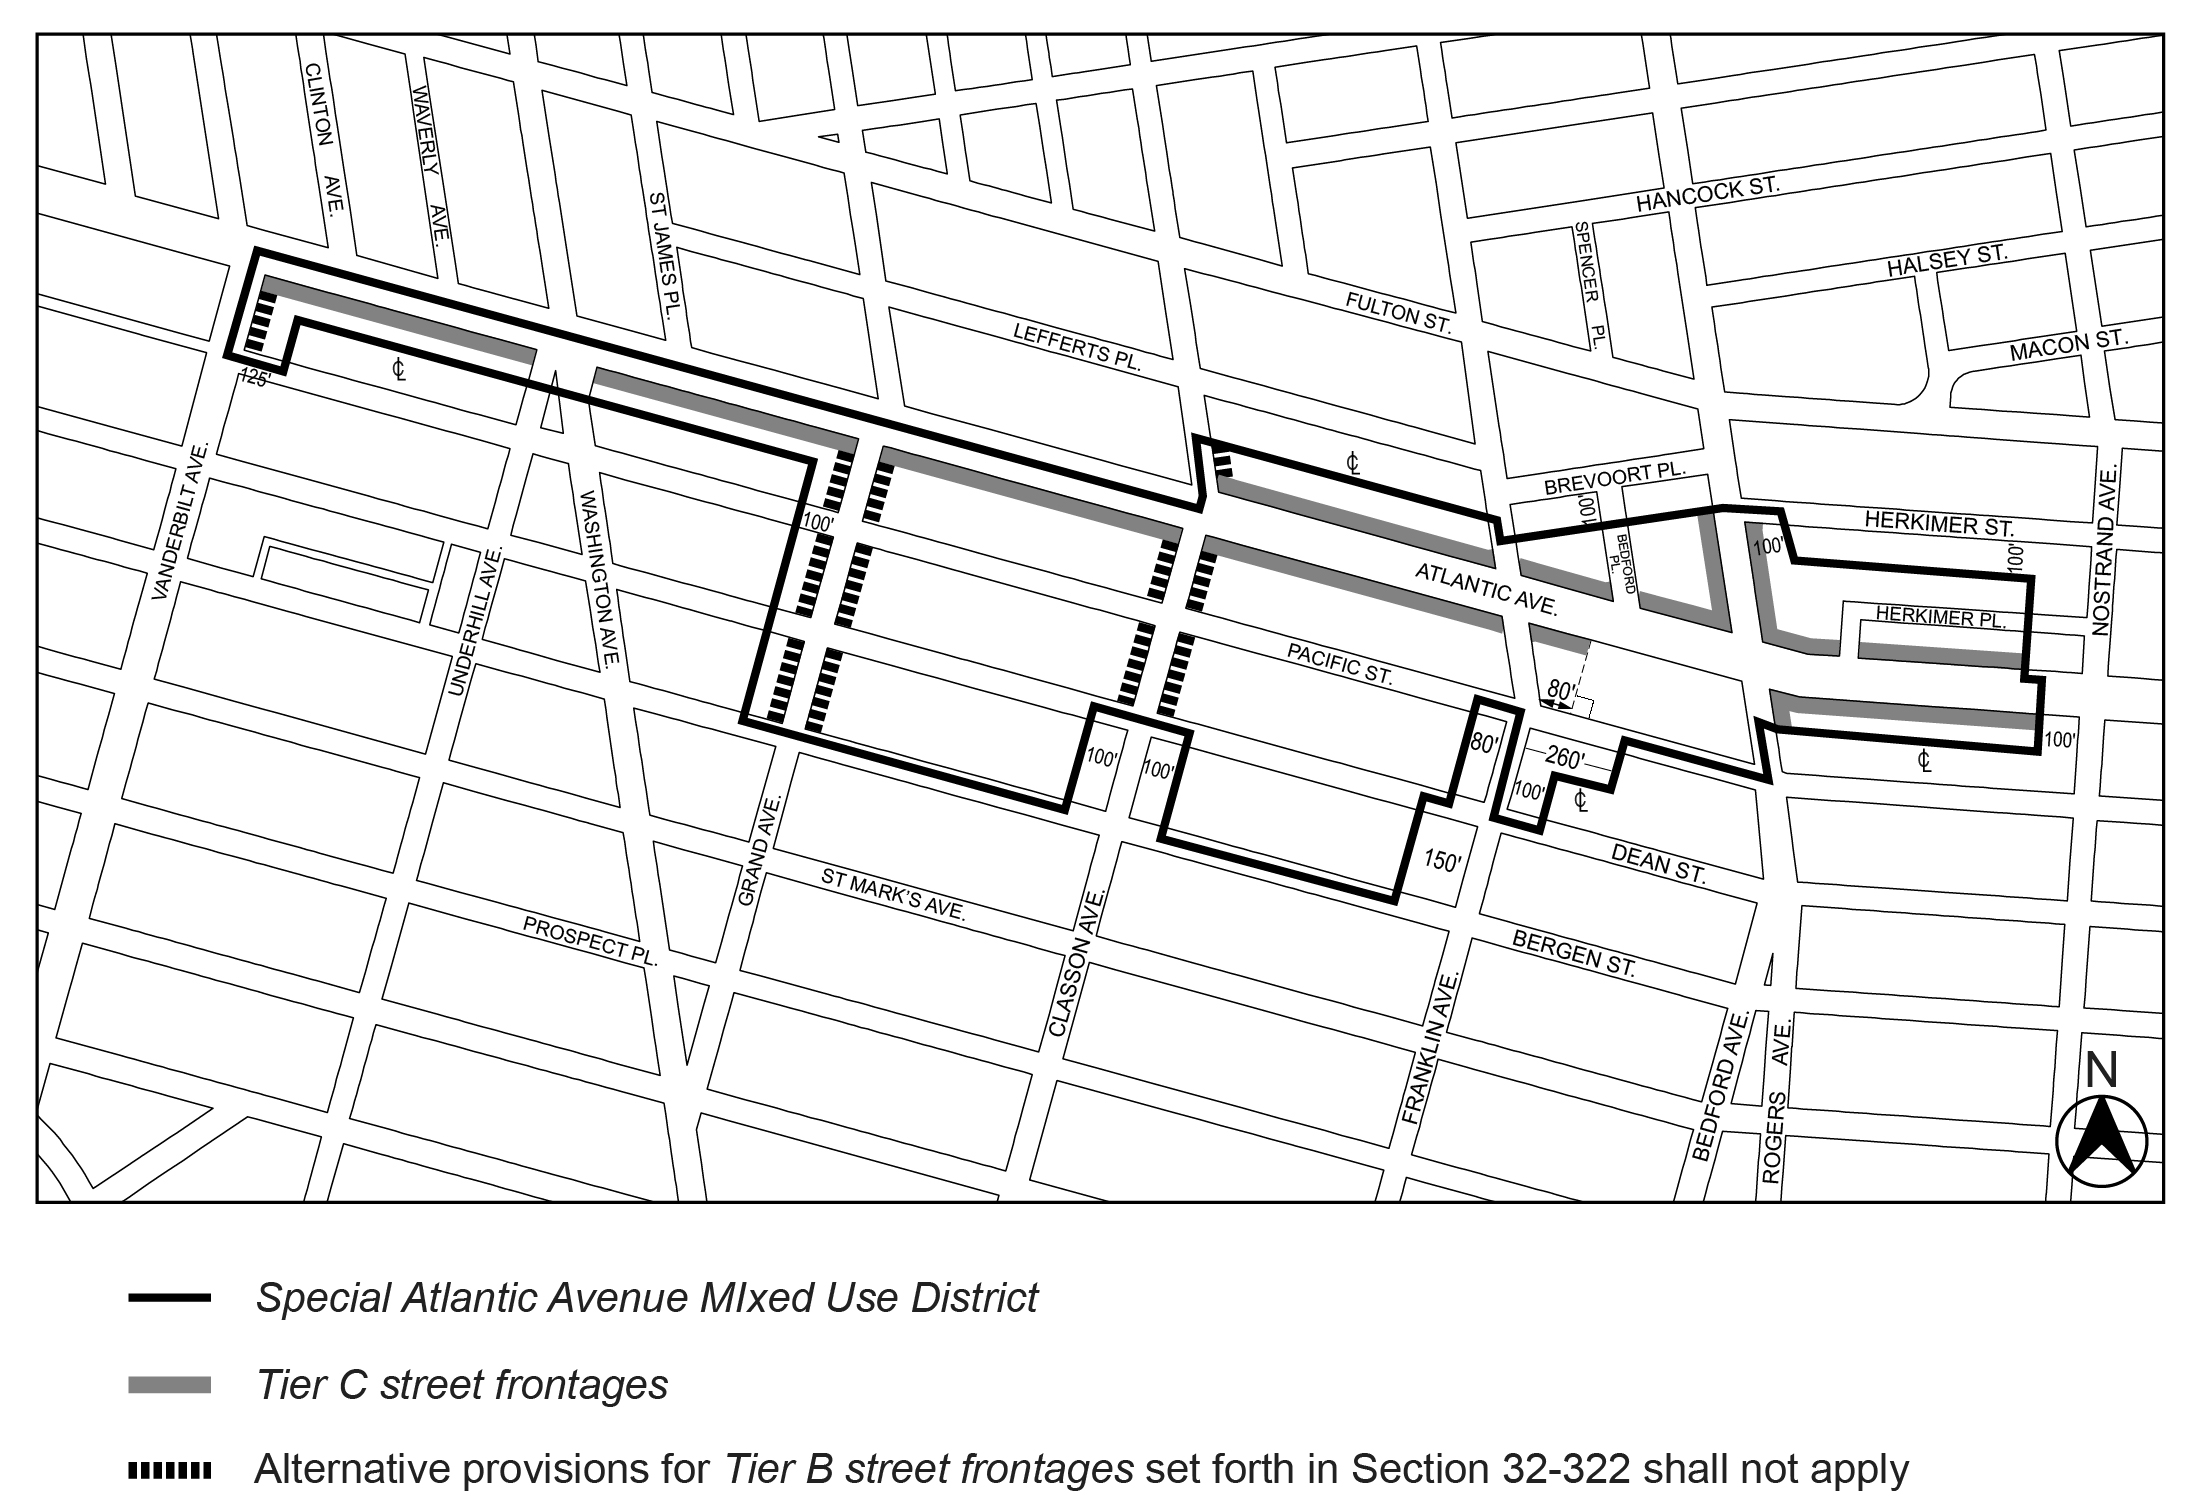 CLINTON AVE.
WAVERLY AVE.
ST JAMES PL.
HANCOCK ST.
SPENCER PL.
HALSEY ST.
FULTON ST.
MACON ST.
LEFFERTS PL.
℄
125'
℄
BREVOORT PL.
VANDERBILT AVE.
100'
WASHINGTON AVE.
100'
HERKIMER ST.
NOSTRAND AVE.
100'
100'
BEDFORD PL.
ATLANTIC AVE.
UNDERHILL AVE.
HERKIMER PL.
PACIFIC ST.
80'
80'
260'
100'
100'
100'
100'
℄
℄
GRAND AVE.
150'
DEAN ST.
ST MARK'S AVE.
PROSPECT PL.
CLASSON AVE.
BERGEN ST.
FRANKLIN AVE.
BEDFORD AVE.
ROGERS AVE.
N
Special Atlantic Avenue MIxed Use District
Tier C street frontages
Alternative provisions for Tier B street frontages set forth in Section 32-322 shall not apply